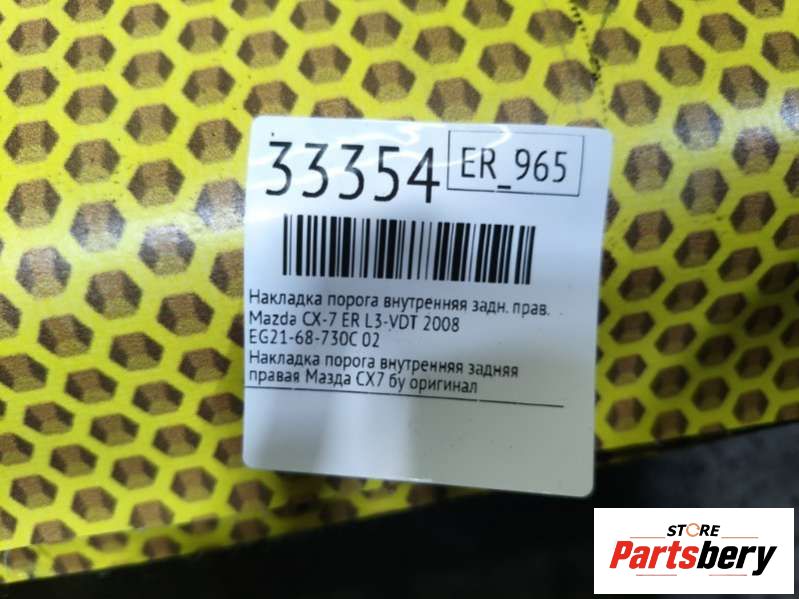 33354
ER_965
Накладка порога внутренняя задн. прав.
Mazda CX-7 ER L3-VDT 2008
EG21-68-730C 02
Накладка порога внутренняя задняя
правая Мазда СХ7 бу оригинал
STORE
Partsbery